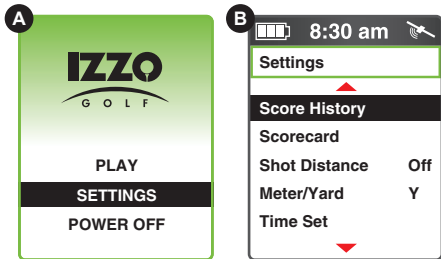 A
IZZO
GOLF
PLAY
SETTINGS
POWER OFF
B
8:30 am
Settings
Score History
Scorecard
Shot Distance Off
Meter/Yard Y
Time Set